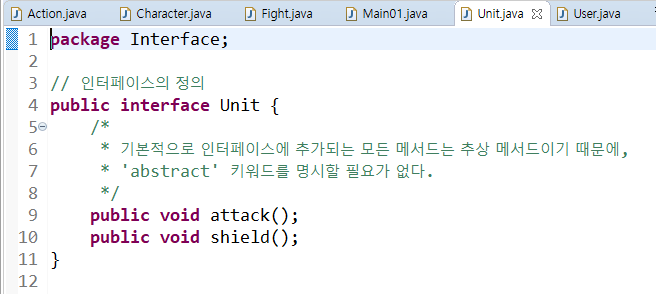 Action.java Character.java Fight.java Main01.java Unit.java User.java
1 package Interface;
2
3 // 인터페이스의 정의
4 public interface Unit {
5 /*
6 * 기본적으로 인터페이스에 추가되는 모든 메서드는 추상 메서드이기 때문에,
7 * 'abstract' 키워드를 명시할 필요가 없다.
8 */
9 public void attack();
10 public void shield();
11 }
12